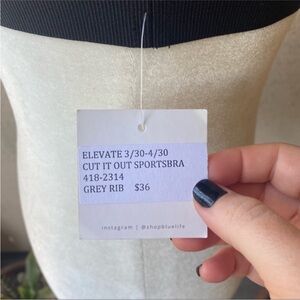 ELEVATE 3/30-4/30
CUT IT OUT SPORTSBRA
418-2314
GREY RIB $36
instagram | @shopbluelife